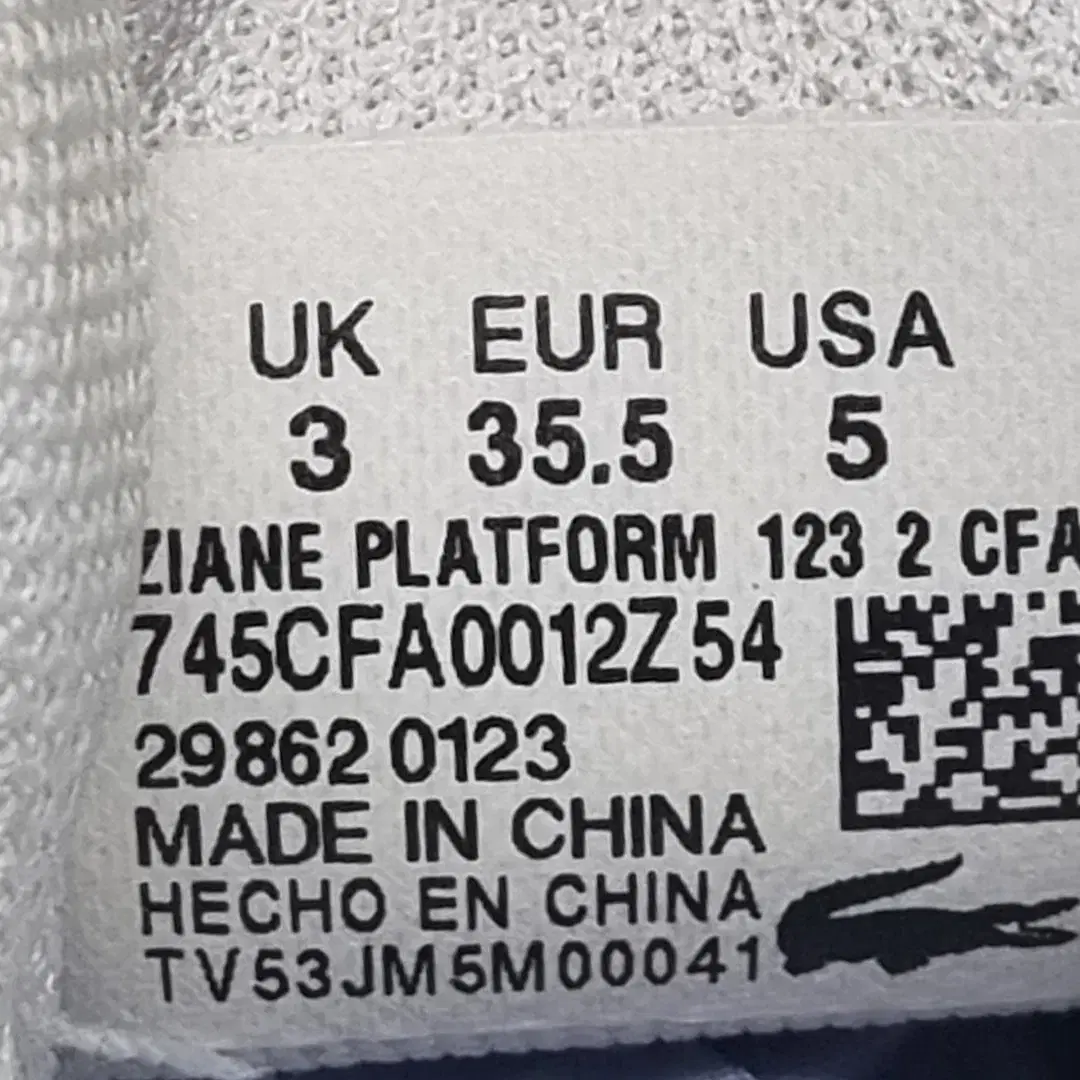 UK EUR USA
3 35.5 5
ZIANE PLATFORM 123 2 CFA
745CFA0012Z54
29862 0123
MADE IN CHINA
HECHO EN CHINA
TV53JM5M00041